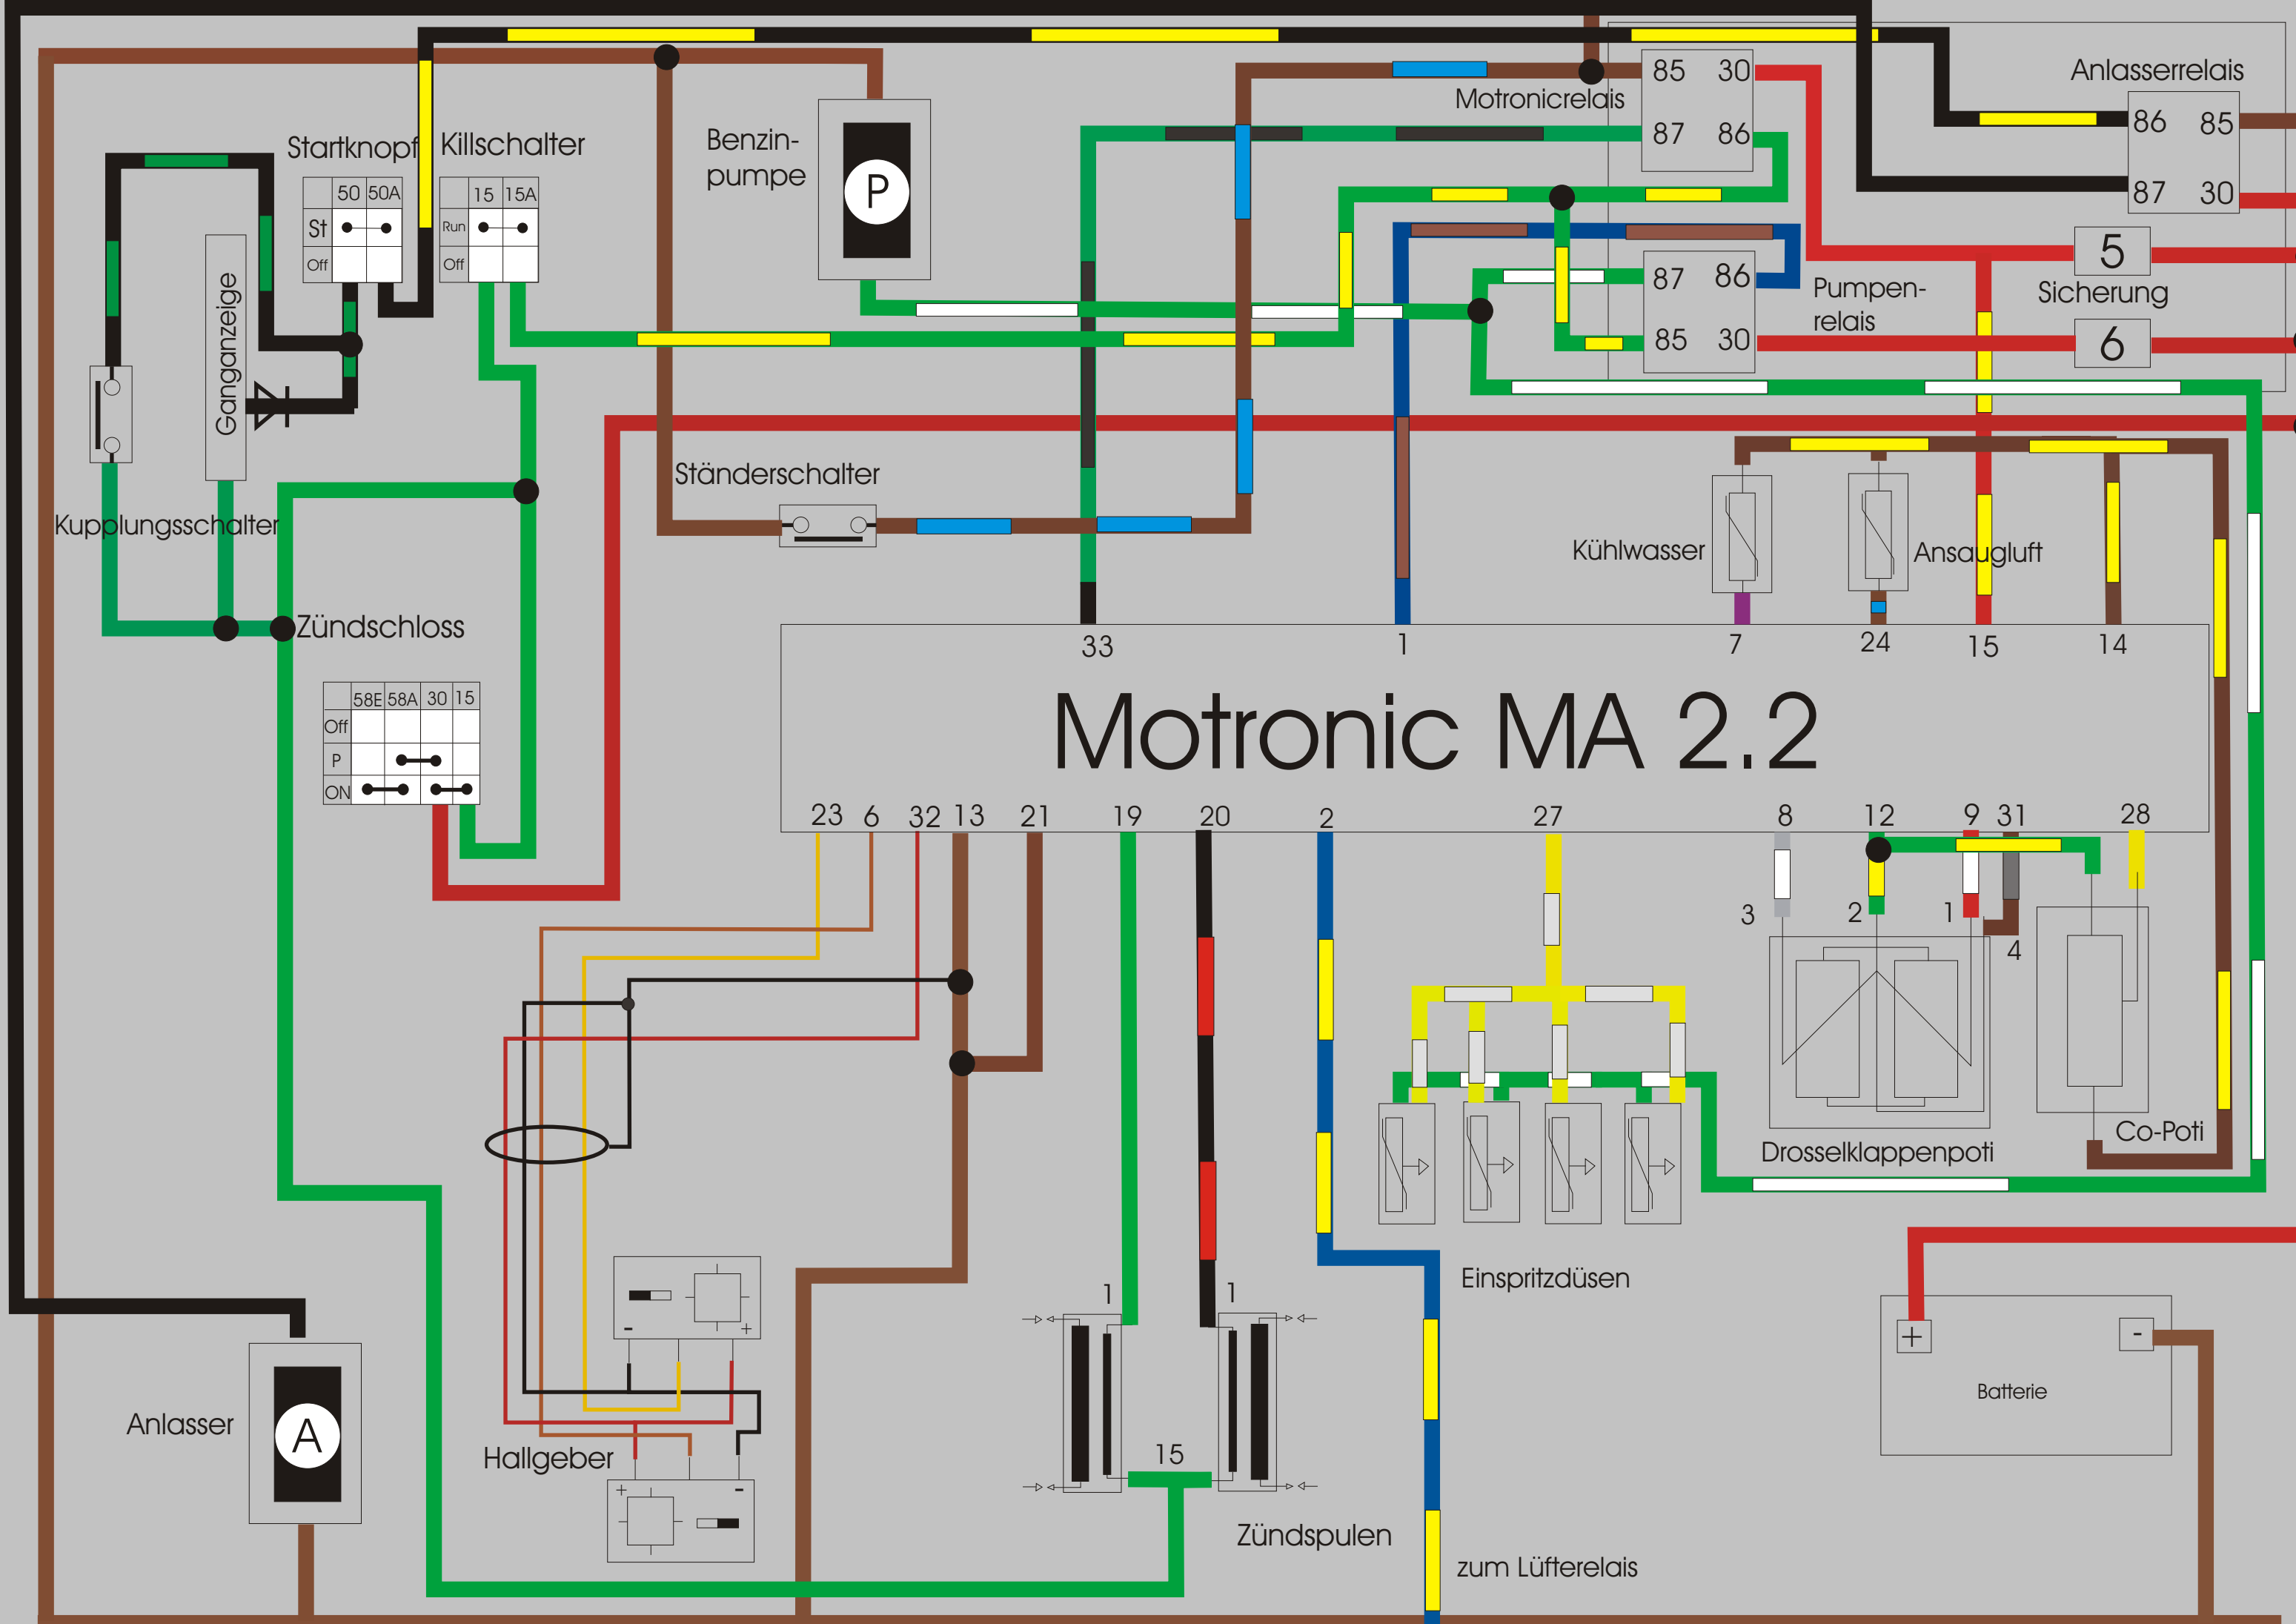 85 30
Anlasserrelais
Motronicrelais
86 85
87 86
Startknopf
Killschalter
Benzin-
pumpe
P
87 30
50 50A
St
Off
15 15A
Run
Off
5
Sicherung
87 86
Pumpen-
relais
85 30
6
Ganganzeige
Ständerschalter
Kupplungsschalter
Kühlwasser
Ansaugluft
Zündschloss
33 1 7 24 15 14
58E 58A 30 15
Off
P
ON
Motronic MA 2.2
23 6 32 13 21 19 20 2 27 8 12 9 31 28
3 2 1
4
Co-Poti
Drosselklappenpoti
Einspritzdüsen
1 1
- +
+ -
Batterie
Anlasser
A
Hallgeber
15
+ -
Zündspulen
zum Lüfterelais